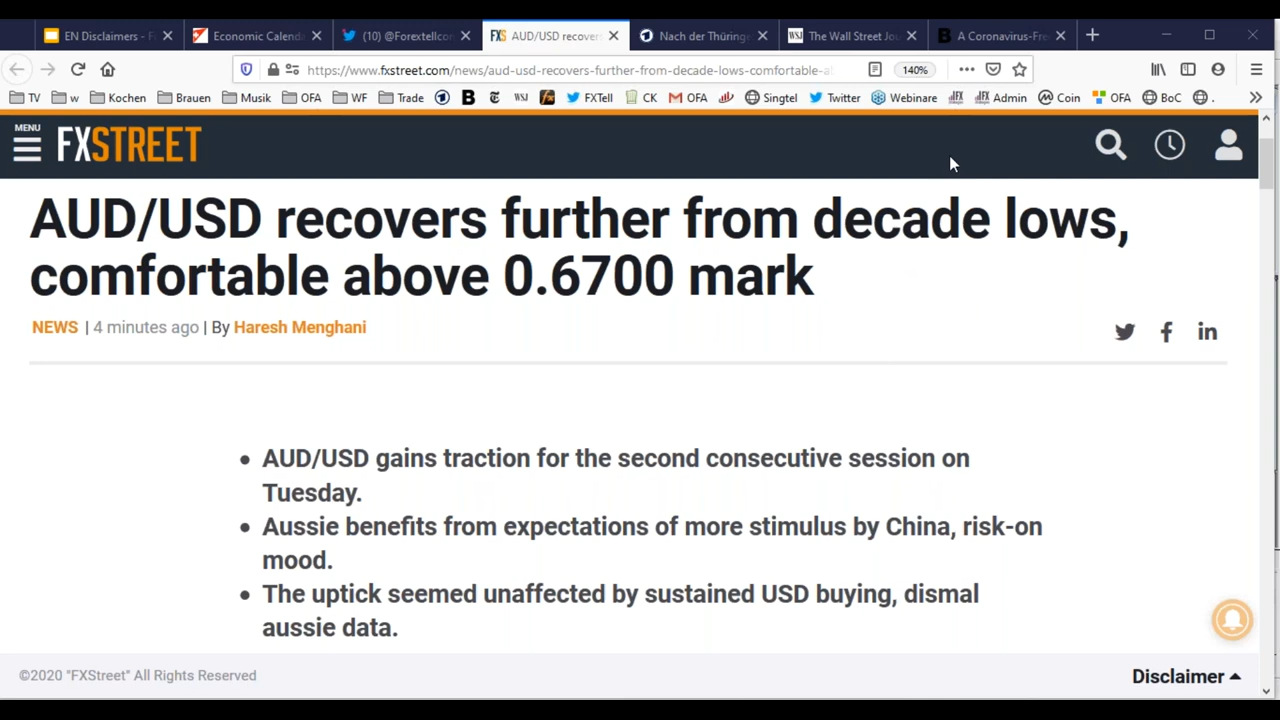 EN Disclaimers - F
Economic Calenda
(10) @Forextellcon
FXS AUD/USD recovers
Nach der Thüringe
WSJ The Wall Street Jou
B A Coronavirus-Fre
https://www.fxstreet.com/news/aud-usd-recovers-further-from-decade-lows-comfortable-a
140%
TV
w
Kochen
Brauen
Musik
OFA
WF
Trade
B
WSJ
FXTell
CK
OFA
Singtel
Twitter
Webinare
Admin
Coin
OFA
BoC
.
MENU
FXSTREET
AUD/USD recovers further from decade lows,
comfortable above 0.6700 mark
NEWS | 4 minutes ago | By Haresh Menghani
• AUD/USD gains traction for the second consecutive session on
Tuesday.
• Aussie benefits from expectations of more stimulus by China, risk-on
mood.
• The uptick seemed unaffected by sustained USD buying, dismal
aussie data.
©2020 "FXStreet" All Rights Reserved
Disclaimer